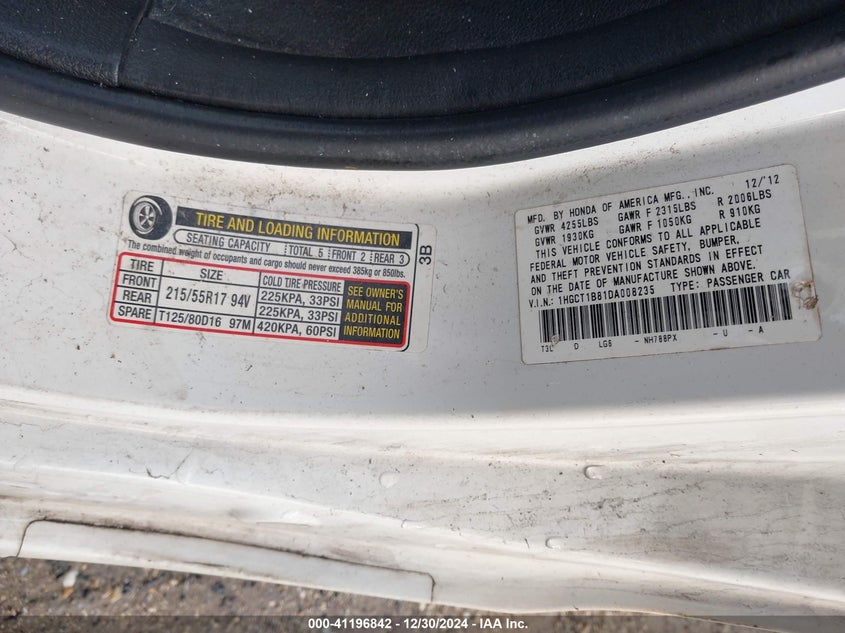 TIRE AND LOADING INFORMATION
SEATING CAPACITY TOTAL 5 FRONT 2 REAR 3
The combined weight of occupants and cargo should never exceed 385kg or 850lbs.
TIRE SIZE COLD TIRE PRESSURE
FRONT 215/55R17 94V 225KPA, 33PSI
REAR 225KPA, 33PSI
SPARE T125/80D16 97M 420KPA, 60PSI
SEE OWNER'S
MANUAL FOR
ADDITIONAL
INFORMATION
3B
MFD. BY HONDA OF AMERICA MFG., INC. 12/'12
GVWR 4255LBS GAWR F 2315LBS R 2006LBS
GVWR 1930KG GAWR F 1050KG R 910KG
THIS VEHICLE CONFORMS TO ALL APPLICABLE
FEDERAL MOTOR VEHICLE SAFETY, BUMPER,
AND THEFT PREVENTION STANDARDS IN EFFECT
ON THE DATE OF MANUFACTURE SHOWN ABOVE.
V.I.N.: 1HGCT1B81DA008235 TYPE: PASSENGER CAR
D LG8 - NH788PX - U - A
000-41196842 - 12/30/2024 - IAA Inc.